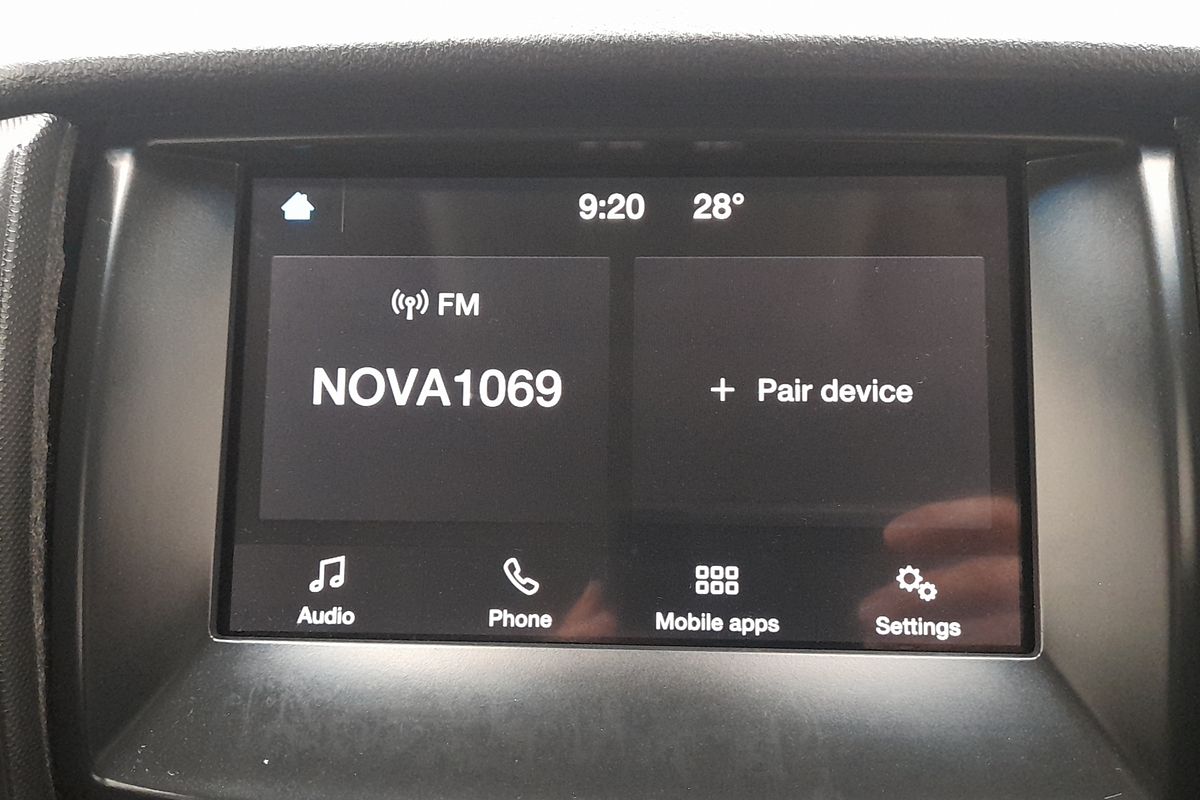 9:20 28°
FM
NOVA1069
+ Pair device
Audio Phone Mobile apps Settings